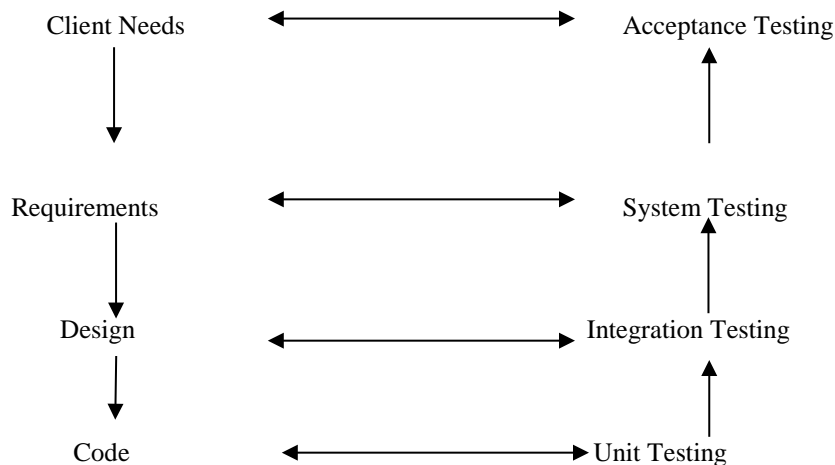 Client Needs Acceptance Testing
Requirements System Testing
Design Integration Testing
Code Unit Testing